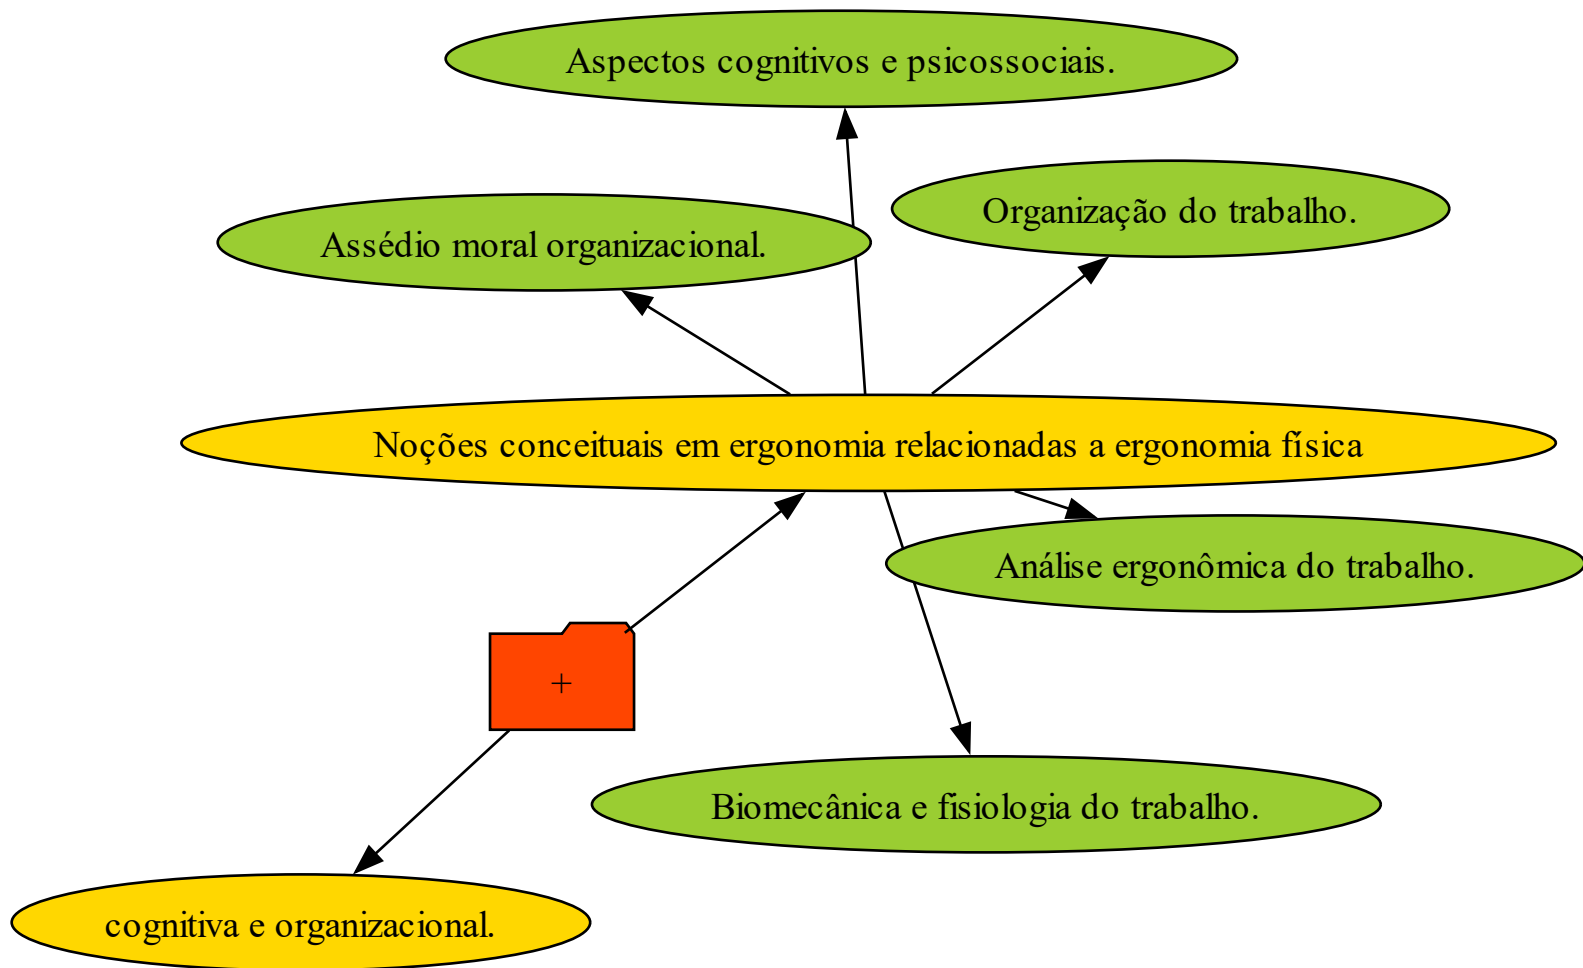 Aspectos cognitivos e psicossociais.
Organização do trabalho.
Assédio moral organizacional.
Noções conceituais em ergonomia relacionadas a ergonomia física
Análise ergonômica do trabalho.
+
Biomecânica e fisiologia do trabalho.
cognitiva e organizacional.